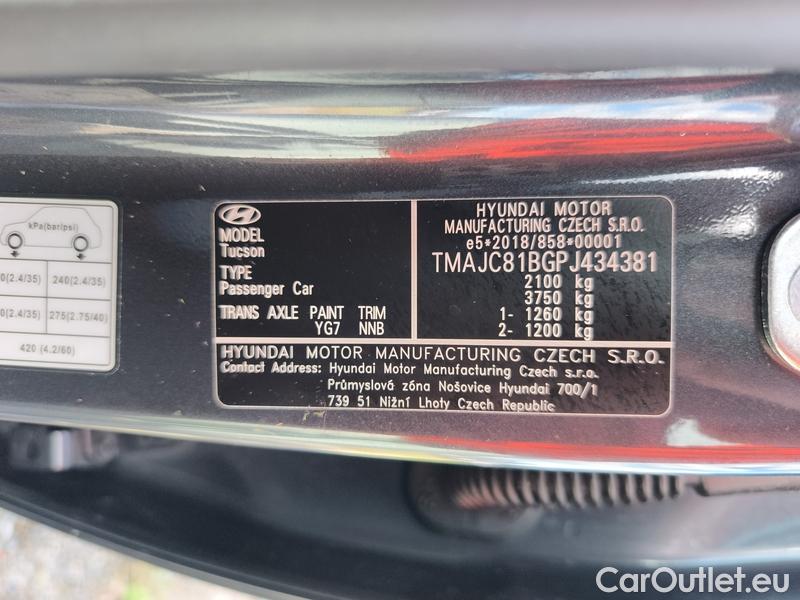 kPa(bar/psi)
0(2.4/35) 240(2.4/35)
0(2.4/35) 275(2.75/40)
420 (4.2/60)
MODEL
Tucson
TYPE
Passenger Car
TRANS AXLE PAINT TRIM
YG7 NNB
HYUNDAI MOTOR
MANUFACTURING CZECH S.R.O.
e5*2018/858*00001
TMAJC81BGPJ434381
2100 kg
3750 kg
1- 1260 kg
2- 1200 kg
HYUNDAI MOTOR MANUFACTURING CZECH S.R.O.
Contact Address: Hyundai Motor Manufacturing Czech s.r.o.
Průmyslová zóna Nošovice Hyundai 700/1
739 51 Nižní Lhoty Czech Republic
CarOutlet.eu